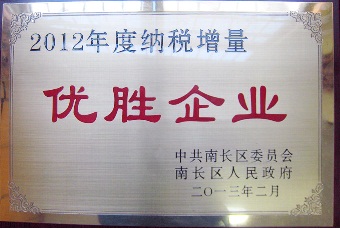 2012年度纳税增量
优胜企业
中共南长区委员会
南长区人民政府
二〇一三年二月